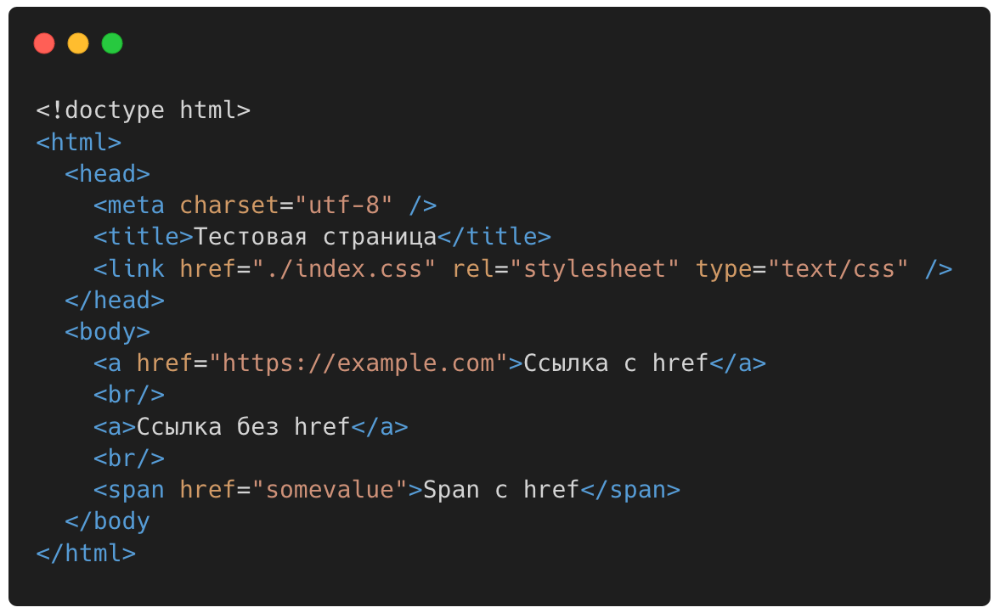 <!doctype html>
<html>
  <head>
    <meta charset="utf-8" />
    <title>Тестовая страница</title>
    <link href="./index.css" rel="stylesheet" type="text/css" />
  </head>
  <body>
    <a href="https://example.com">Ссылка с href</a>
    <br/>
    <a>Ссылка без href</a>
    <br/>
    <span href="somevalue">Span с href</span>
  </body
</html>